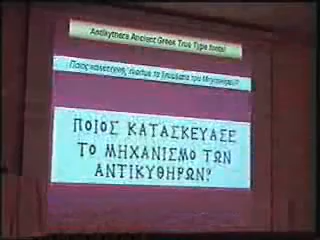 Antikythera Ancient Greek True Type fonts!
ΠΟΙΟΣ ΚΑΤΑΣΚΕΥΑΣΕ
ΤΟ ΜΗΧΑΝΙΣΜΟ ΤΩΝ
ΑΝΤΙΚΥΘΗΡΩΝ?